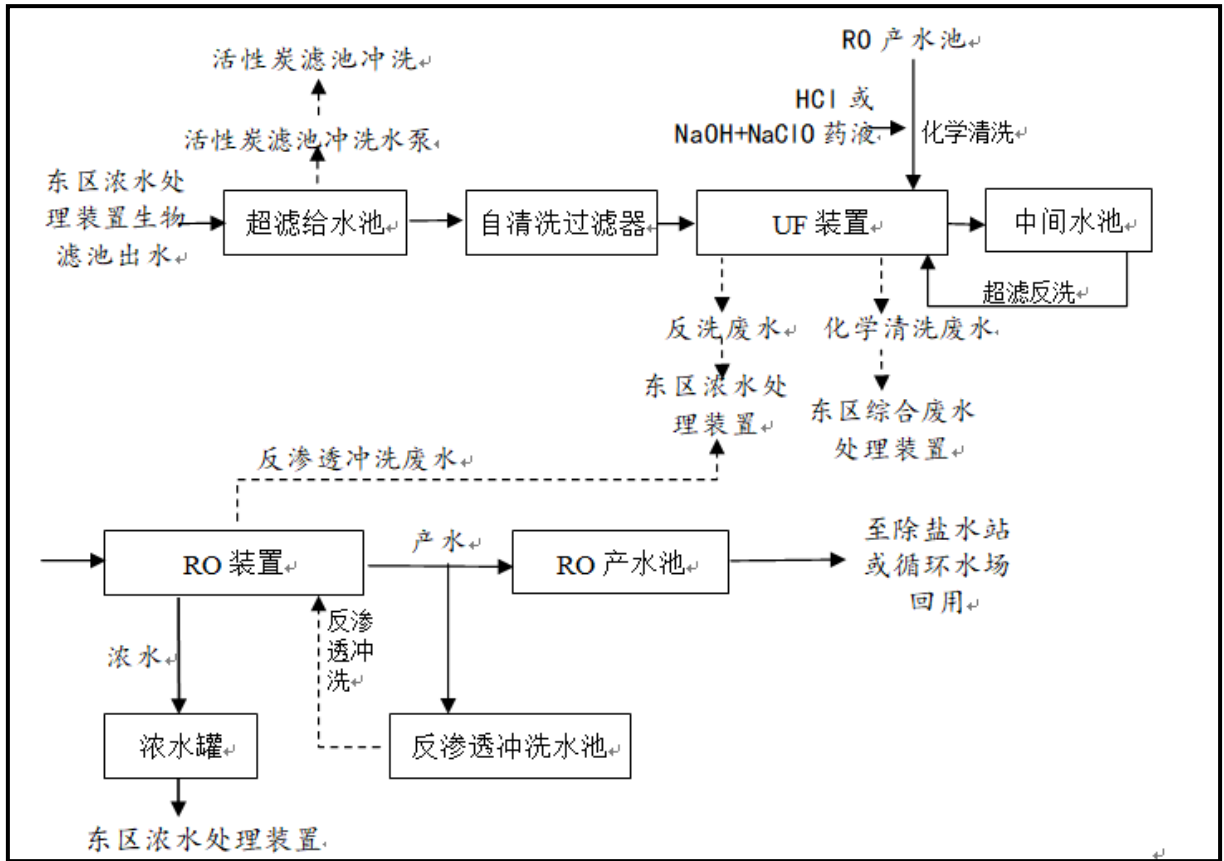 活性炭滤池冲洗
RO 产水池
HCl 或
NaOH+NaClO 药液
化学清洗
活性炭滤池冲洗水泵
东区浓水处
理装置生物
滤池出水
超滤给水池
自清洗过滤器
UF 装置
中间水池
超滤反洗
反洗废水
化学清洗废水
东区浓水处
理装置
东区综合废水
处理装置
反渗透冲洗废水
RO 装置
产水
RO 产水池
至除盐水站
或循环水场
回用
浓水
反渗
透冲
洗
浓水罐
反渗透冲洗水池
东区浓水处理装置